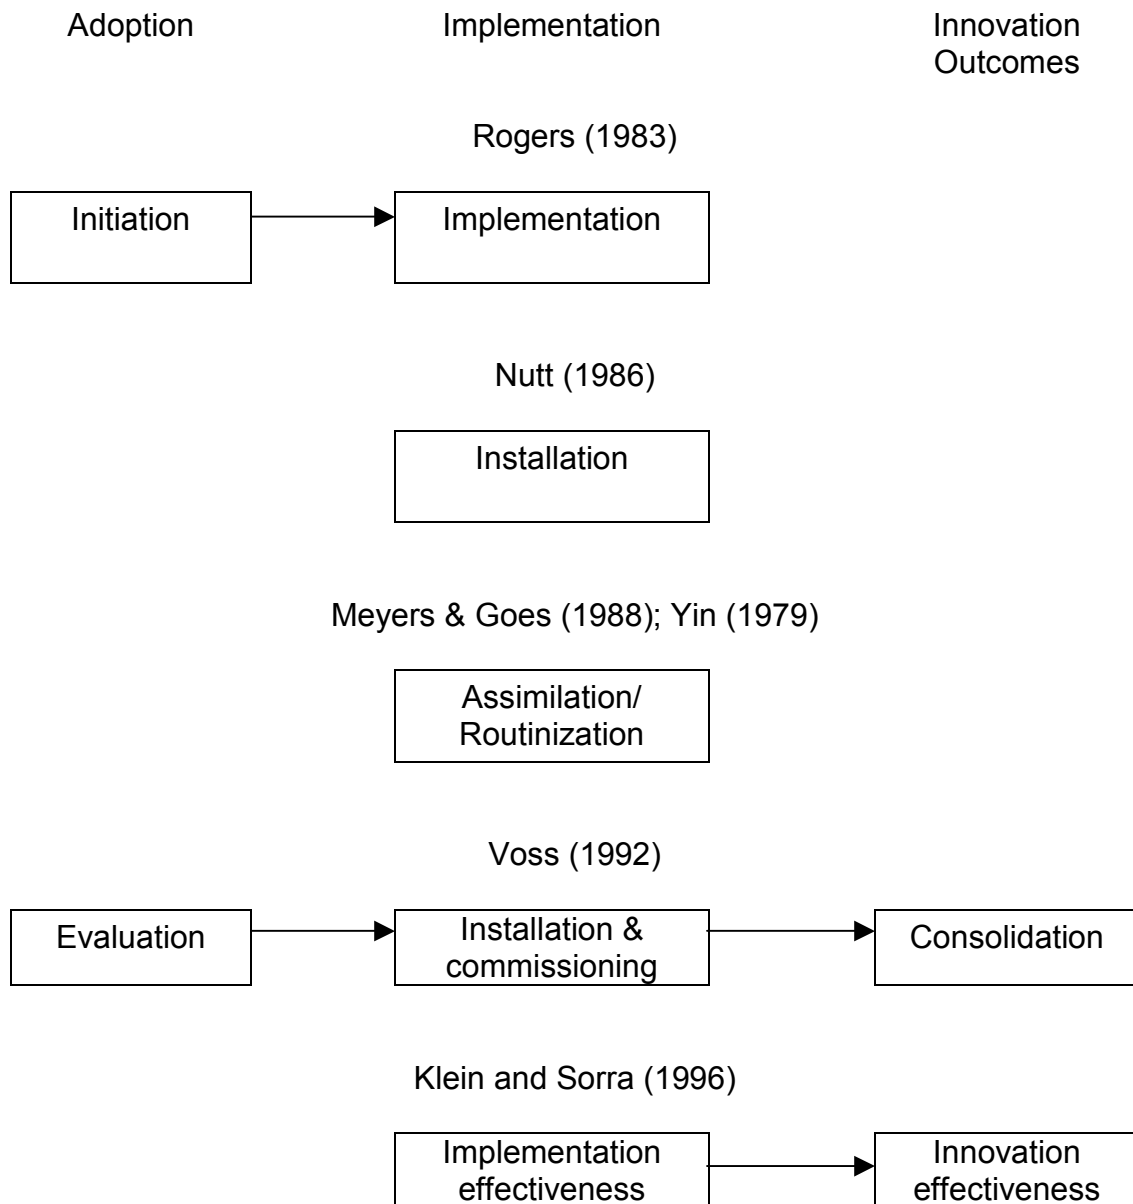 Adoption
Implementation
Innovation
Outcomes
Rogers (1983)
Initiation
Implementation
Nutt (1986)
Installation
Meyers & Goes (1988); Yin (1979)
Assimilation/
Routinization
Voss (1992)
Evaluation
Installation &
commissioning
Consolidation
Klein and Sorra (1996)
Implementation
effectiveness
Innovation
effectiveness